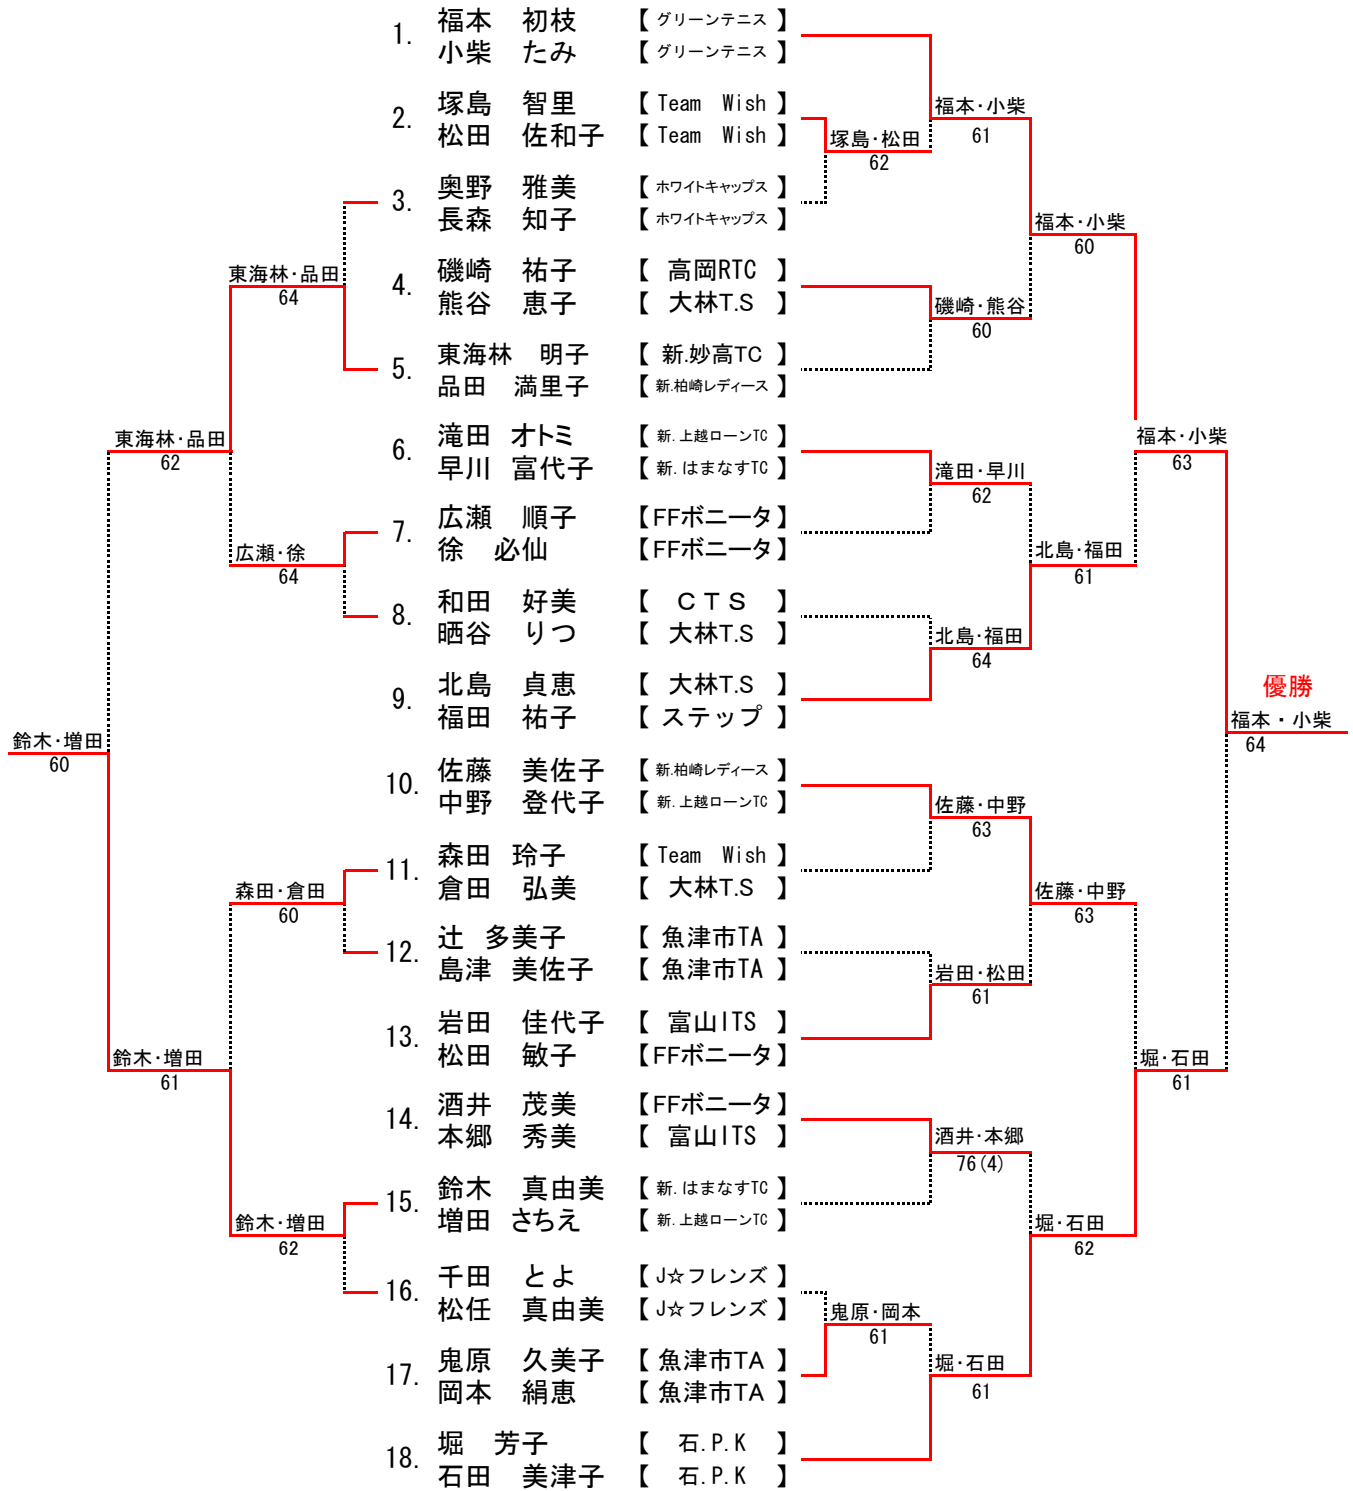 1. 福本 初枝 【 グリーンテニス 】
小柴 たみ 【 グリーンテニス 】
2. 塚島 智里 【 Team Wish 】
松田 佐和子 【 Team Wish 】
3. 奥野 雅美 【 ホワイトキャップス 】
長森 知子 【 ホワイトキャップス 】
4. 磯崎 祐子 【 高岡RTC 】
熊谷 恵子 【 大林T.S 】
5. 東海林 明子 【 新.妙高TC 】
品田 満里子 【 新.柏崎レディース 】
6. 滝田 オトミ 【 新.上越ローンTC 】
早川 富代子 【 新.はまなすTC 】
7. 広瀬 順子 【FFボニータ】
徐 必仙 【FFボニータ】
8. 和田 好美 【 CTS 】
晒谷 りつ 【 大林T.S 】
9. 北島 貞恵 【 大林T.S 】
福田 祐子 【 ステップ 】
10. 佐藤 美佐子 【 新.柏崎レディース 】
中野 登代子 【 新.上越ローンTC 】
11. 森田 玲子 【 Team Wish 】
倉田 弘美 【 大林T.S 】
12. 辻 多美子 【 魚津市TA 】
島津 美佐子 【 魚津市TA 】
13. 岩田 佳代子 【 富山ITS 】
松田 敏子 【FFボニータ】
14. 酒井 茂美 【FFボニータ】
本郷 秀美 【 富山ITS 】
15. 鈴木 真由美 【 新.はまなすTC 】
増田 さちえ 【 新.上越ローンTC 】
16. 千田 とよ 【 J☆フレンズ 】
松任 真由美 【 J☆フレンズ 】
17. 鬼原 久美子 【 魚津市TA 】
岡本 絹恵 【 魚津市TA 】
18. 堀 芳子 【 石.P.K 】
石田 美津子 【 石.P.K 】
塚島・松田
62
鬼原・岡本
61
福本・小柴
61
磯崎・熊谷
60
滝田・早川
62
北島・福田
64
佐藤・中野
63
岩田・松田
61
酒井・本郷
76(4)
堀・石田
61
福本・小柴
60
北島・福田
61
佐藤・中野
63
堀・石田
62
福本・小柴
63
堀・石田
61
優勝
福本・小柴
64
東海林・品田
64
広瀬・徐
64
森田・倉田
60
鈴木・増田
62
東海林・品田
62
鈴木・増田
61
鈴木・増田
60